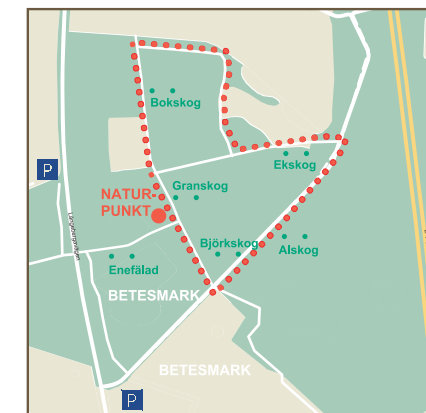 Bokskog
P
Ekskog
NATUR-
PUNKT
Granskog
Björkskog
Alskog
Enefälad
BETESMARK
BETESMARK
P